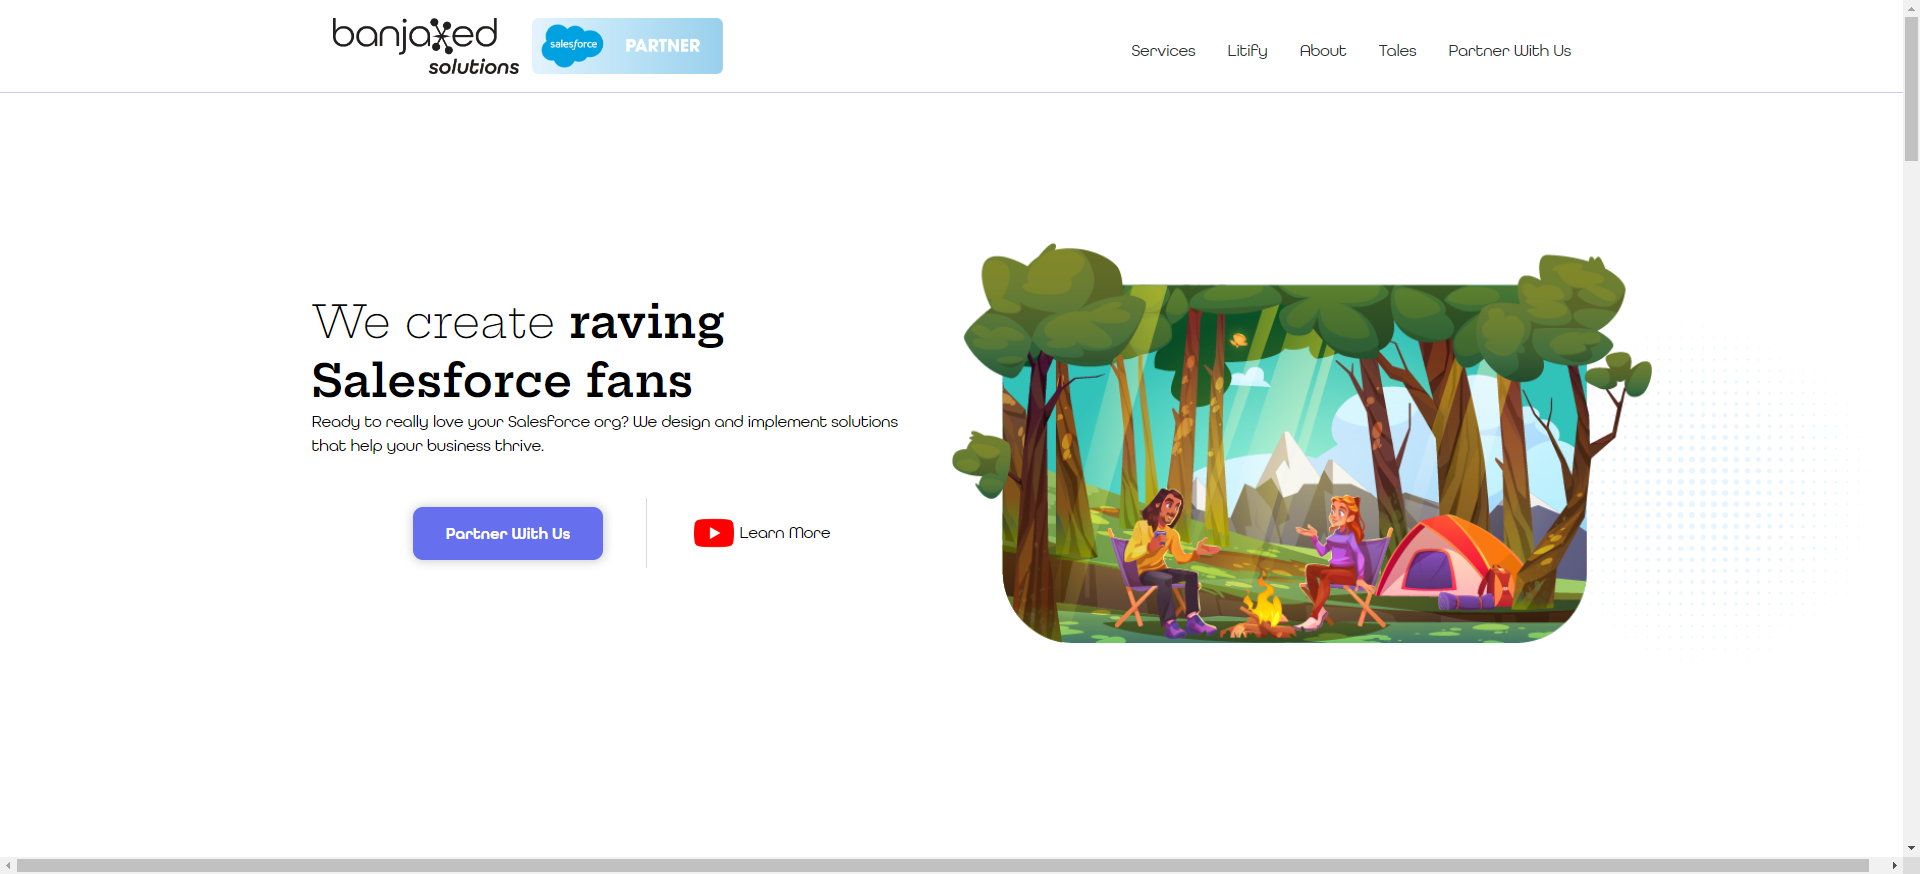 banjaxed
solutions
salesforce
PARTNER
Services
Litify
About
Tales
Partner With Us
We create raving
Salesforce fans
Ready to really love your Salesforce org? We design and implement solutions
that help your business thrive.
Partner With Us
Learn More